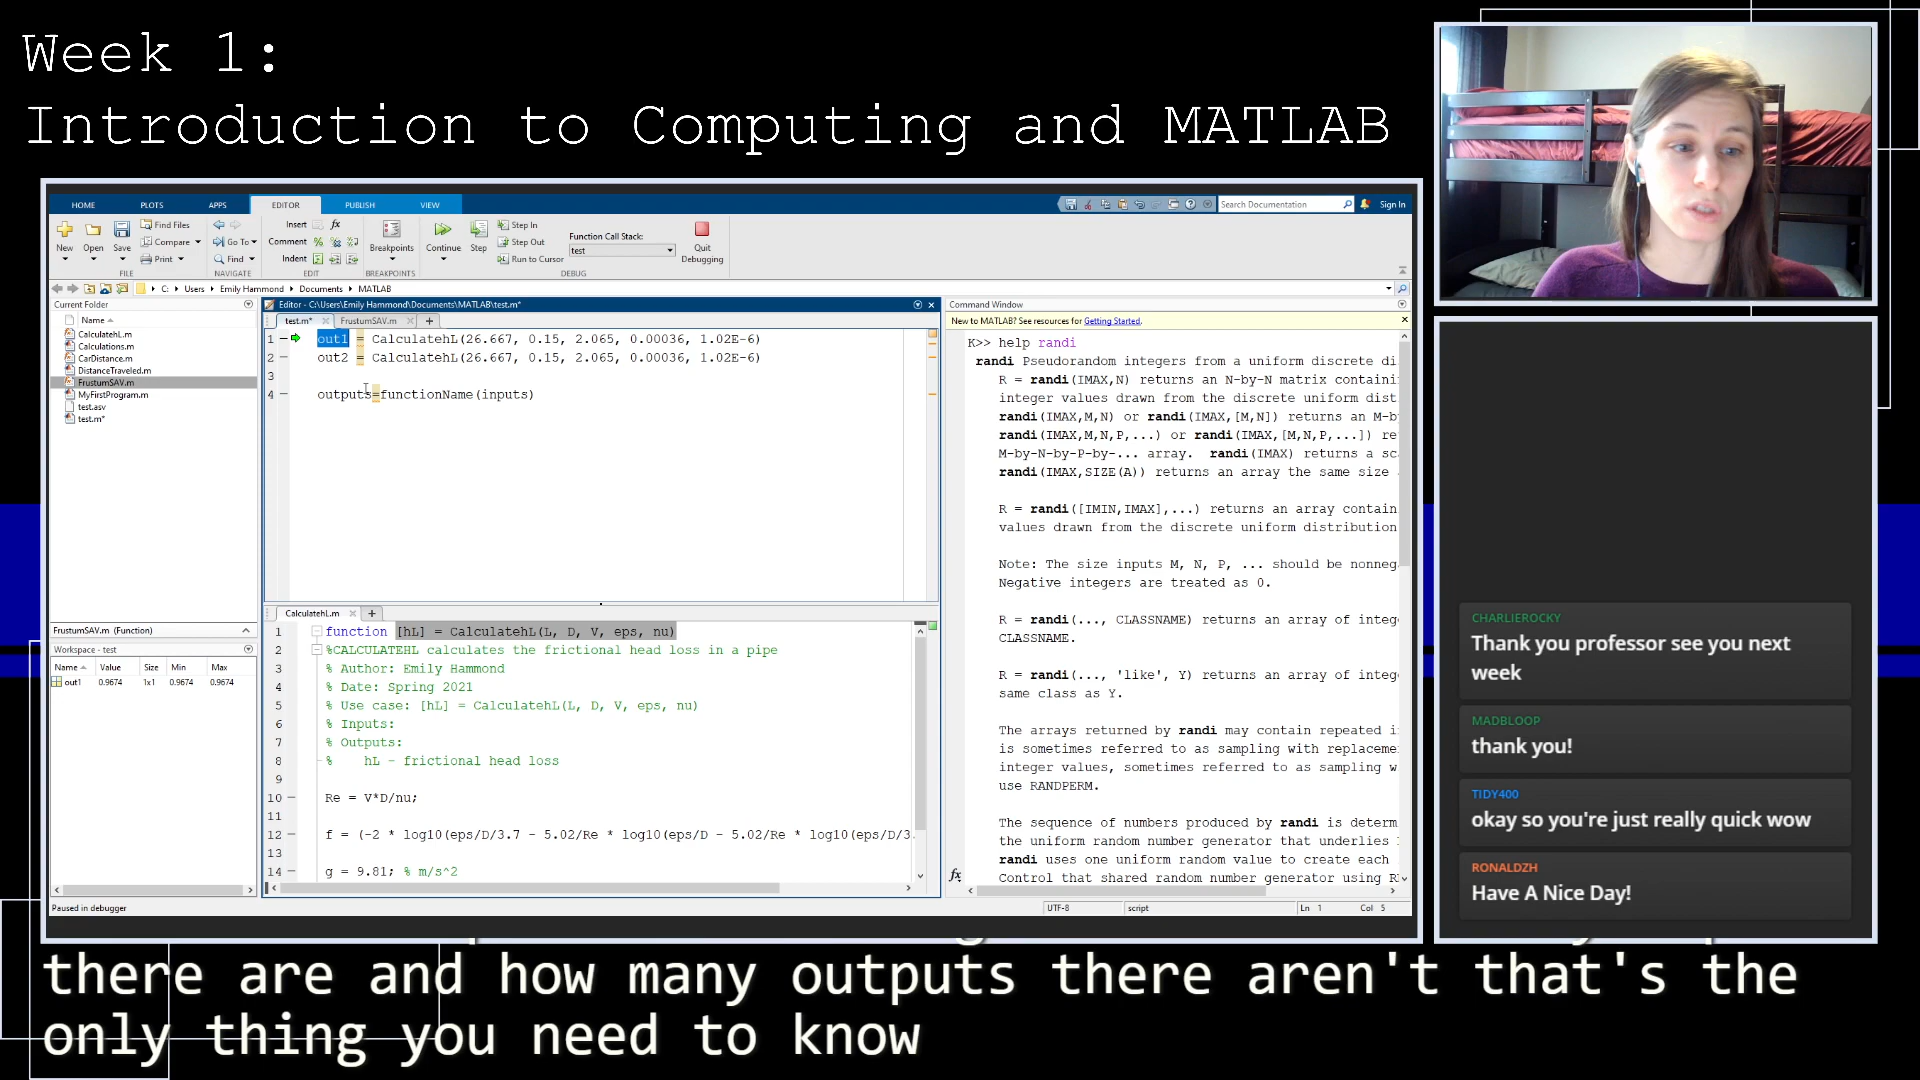 Week 1:
Introduction to Computing and MATLAB
HOME PLOTS APPS EDITOR PUBLISH VIEW
Search Documentation
Sign In
New Open Save
Find Files
Compare
Print
FILE
Go To
Find
NAVIGATE
Insert
Comment
Indent
EDIT
Breakpoints
BREAKPOINTS
Continue
Step
Step In
Step Out
Run to Cursor
Function Call Stack:
test
DEBUG
Quit
Debugging
C: Users Emily Hammond Documents MATLAB
Current Folder
Name
CalculatehL.m
Calculations.m
CarDistance.m
DistanceTraveled.m
FrustumSAV.m
MyFirstProgram.m
test.asv
test.m*
FrustumSAV.m (Function)
Workspace - test
Name Value Size Min Max
out1 0.9674 1x1 0.9674 0.9674
Paused in debugger
Editor - C:\Users\Emily Hammond\Documents\MATLAB\test.m*
test.m* FrustumSAV.m
1 out1 = CalculatehL(26.667, 0.15, 2.065, 0.00036, 1.02E-6)
2 out2 = CalculatehL(26.667, 0.15, 2.065, 0.00036, 1.02E-6)
3
4 outputs=functionName(inputs)
CalculatehL.m
1 function [hL] = CalculatehL(L, D, V, eps, nu)
2 %CALCULATEHL calculates the frictional head loss in a pipe
3 % Author: Emily Hammond
4 % Date: Spring 2021
5 % Use case: [hL] = CalculatehL(L, D, V, eps, nu)
6 % Inputs:
7 % Outputs:
8 % hL - frictional head loss
9
10 Re = V*D/nu;
11
12 f = (-2 * log10(eps/D/3.7 - 5.02/Re * log10(eps/D - 5.02/Re * log10(eps/D/3.
13
14 g = 9.81; % m/s^2
Command Window
New to MATLAB? See resources for Getting Started.
K>> help randi
randi Pseudorandom integers from a uniform discrete di
R = randi(IMAX,N) returns an N-by-N matrix containi
integer values drawn from the discrete uniform dist
randi(IMAX,M,N) or randi(IMAX,[M,N]) returns an M-b
randi(IMAX,M,N,P,...) or randi(IMAX,[M,N,P,...]) re
M-by-N-by-P-by-... array. randi(IMAX) returns a sc
randi(IMAX,SIZE(A)) returns an array the same size
R = randi([IMIN,IMAX],...) returns an array contain
values drawn from the discrete uniform distribution
Note: The size inputs M, N, P, ... should be nonneg
Negative integers are treated as 0.
R = randi(..., CLASSNAME) returns an array of integ
CLASSNAME.
R = randi(..., 'like', Y) returns an array of integ
same class as Y.
The arrays returned by randi may contain repeated i
is sometimes referred to as sampling with replaceme
integer values, sometimes referred to as sampling w
use RANDPERM.
The sequence of numbers produced by randi is determ
the uniform random number generator that underlies
randi uses one uniform random value to create each
Control that shared random number generator using R
fx
UTF-8 script Ln 1 Col 5
CHARLIEROCKY
Thank you professor see you next
week
MADBLOOP
thank you!
TIDY400
okay so you're just really quick wow
RONALDZH
Have A Nice Day!
there are and how many outputs there aren't that's the
only thing you need to know